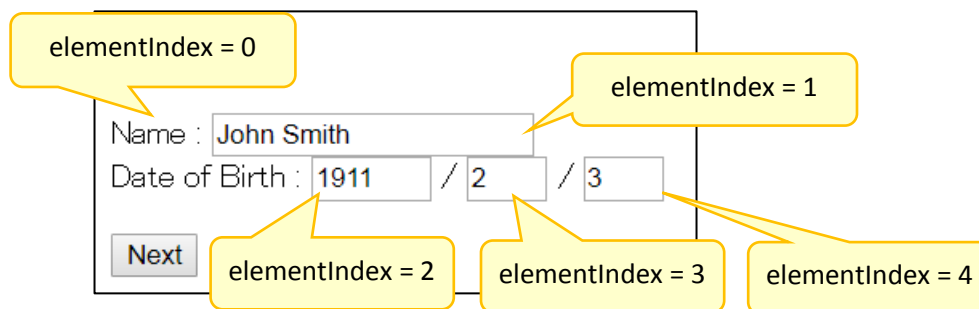 elementIndex = 0
elementIndex = 1
Name : John Smith
Date of Birth : 1911 / 2 / 3
Next
elementIndex = 2
elementIndex = 3
elementIndex = 4